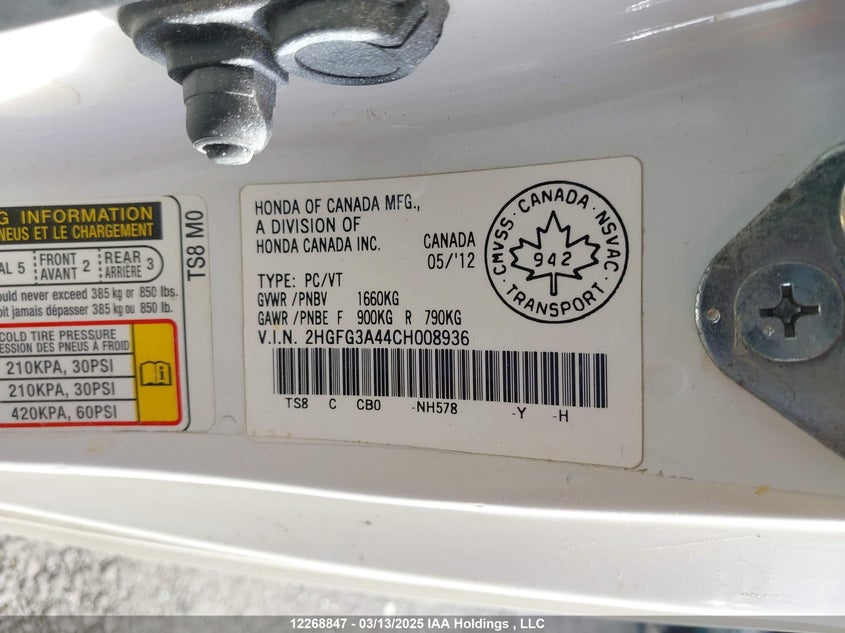 G INFORMATION
NEUS ET LE CHARGEMENT
AL 5 FRONT AVANT 2 REAR ARRIÈRE 3
ould never exceed 385 kg or 850 lbs.
oit jamais dépasser 385 kg ou 850 lb.
COLD TIRE PRESSURE
ESSION DES PNEUS À FROID
210KPA, 30PSI
210KPA, 30PSI
420KPA, 60PSI
TS8 M0
HONDA OF CANADA MFG.,
A DIVISION OF
HONDA CANADA INC.
CANADA
05/'12
TYPE: PC/VT
GVWR /PNBV 1660KG
GAWR /PNBE F 900KG R 790KG
V.I.N. 2HGFG3A44CH008936
TS8 C CB0 -NH578 -Y -H
CMVSS · CANADA · NSVAC
942
· TRANSPORT ·
12268847 - 03/13/2025 IAA Holdings , LLC